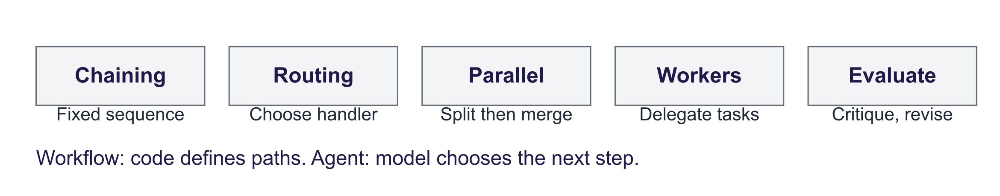 Chaining
Fixed sequence
Routing
Choose handler
Parallel
Split then merge
Workers
Delegate tasks
Evaluate
Critique, revise
Workflow: code defines paths. Agent: model chooses the next step.